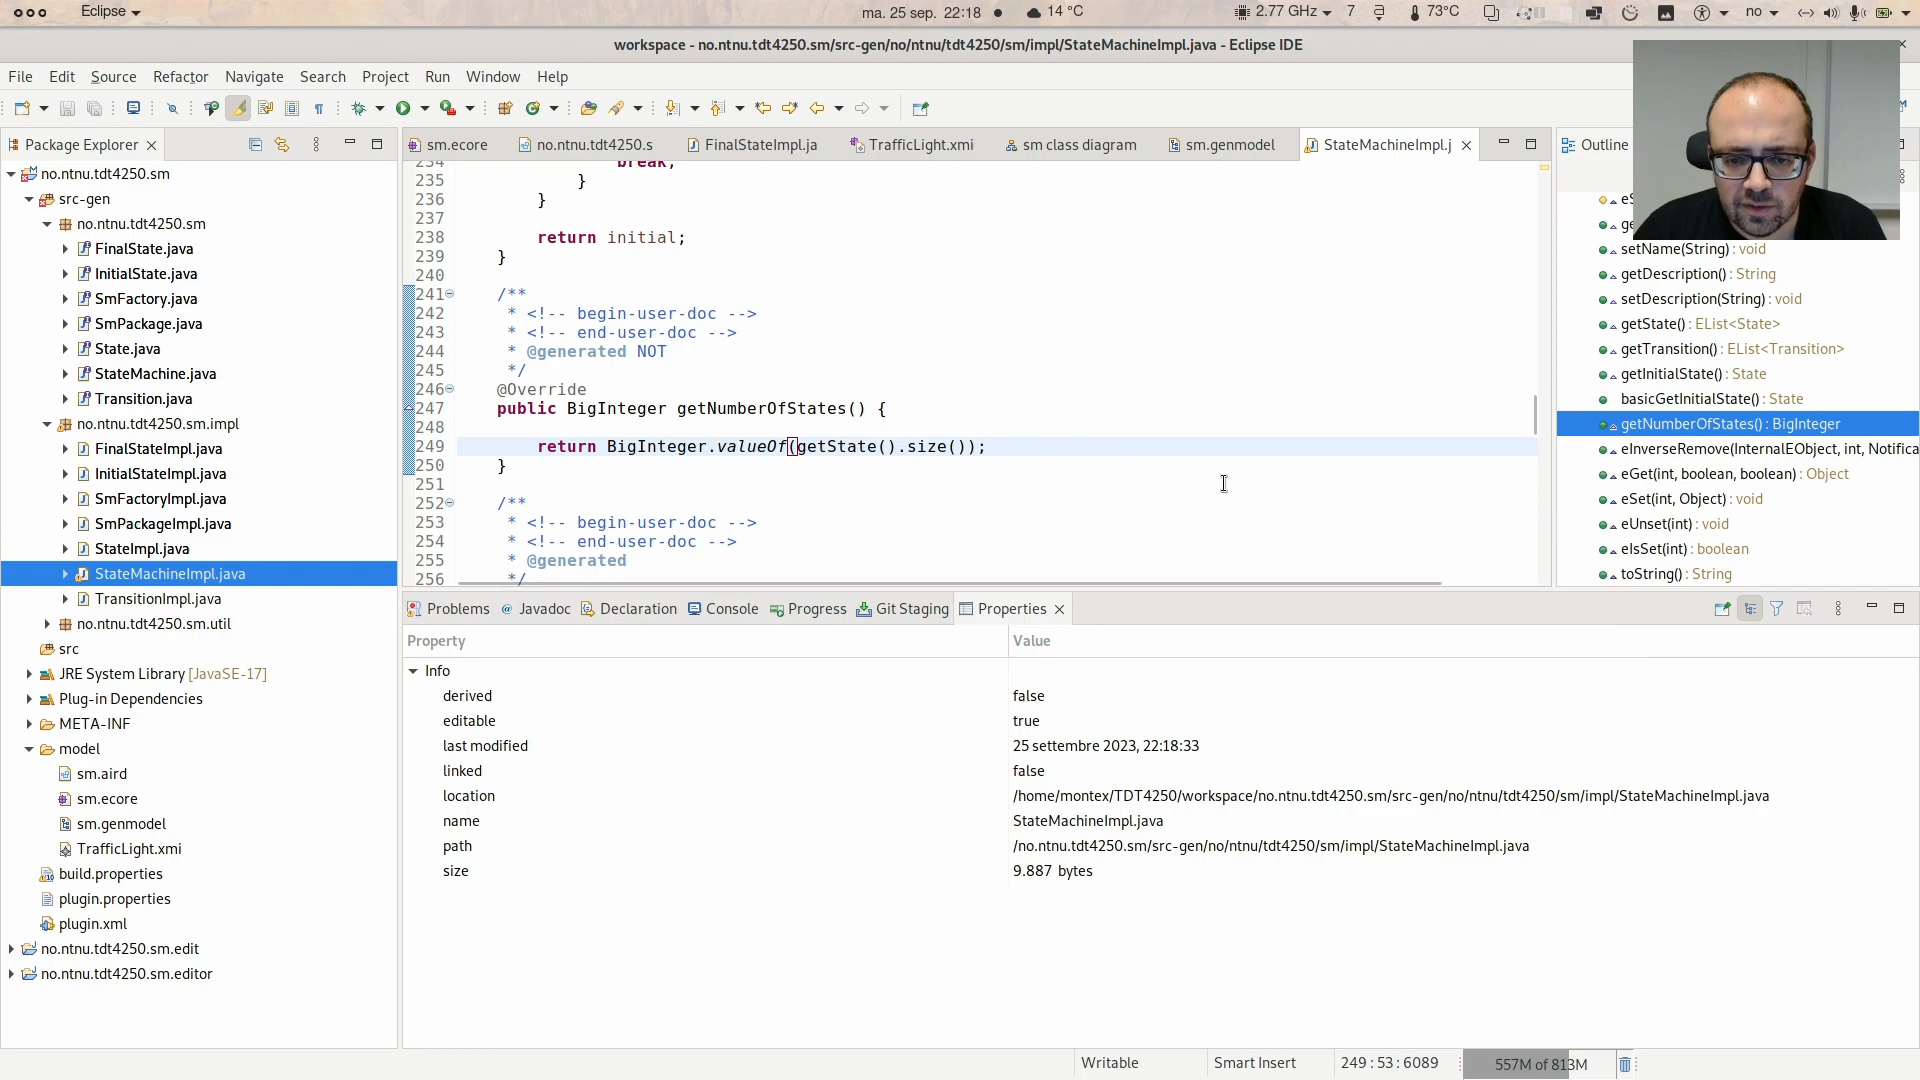 Eclipse
ma. 25 sep. 22:18
14 °C
2.77 GHz
7
73°C
no
workspace - no.ntnu.tdt4250.sm/src-gen/no/ntnu/tdt4250/sm/impl/StateMachineImpl.java - Eclipse IDE
File Edit Source Refactor Navigate Search Project Run Window Help
Package Explorer
no.ntnu.tdt4250.sm
src-gen
no.ntnu.tdt4250.sm
FinalState.java
InitialState.java
SmFactory.java
SmPackage.java
State.java
StateMachine.java
Transition.java
no.ntnu.tdt4250.sm.impl
FinalStateImpl.java
InitialStateImpl.java
SmFactoryImpl.java
SmPackageImpl.java
StateImpl.java
StateMachineImpl.java
TransitionImpl.java
no.ntnu.tdt4250.sm.util
src
JRE System Library [JavaSE-17]
Plug-in Dependencies
META-INF
model
sm.aird
sm.ecore
sm.genmodel
TrafficLight.xmi
build.properties
plugin.properties
plugin.xml
no.ntnu.tdt4250.sm.edit
no.ntnu.tdt4250.sm.editor
sm.ecore
no.ntnu.tdt4250.s
FinalStateImpl.ja
TrafficLight.xmi
sm class diagram
sm.genmodel
StateMachineImpl.j
234 break;
235 }
236 }
237
238 return initial;
239 }
240
241 /**
242 * <!-- begin-user-doc -->
243 * <!-- end-user-doc -->
244 * @generated NOT
245 */
246 @Override
247 public BigInteger getNumberOfStates() {
248
249 return BigInteger.valueOf(getState().size());
250 }
251
252 /**
253 * <!-- begin-user-doc -->
254 * <!-- end-user-doc -->
255 * @generated
256 */
Outline
setName(String) : void
getDescription() : String
setDescription(String) : void
getState() : EList<State>
getTransition() : EList<Transition>
getInitialState() : State
basicGetInitialState() : State
getNumberOfStates() : BigInteger
eInverseRemove(InternalEObject, int, Notifica
eGet(int, boolean, boolean) : Object
eSet(int, Object) : void
eUnset(int) : void
eIsSet(int) : boolean
toString() : String
Problems
Javadoc
Declaration
Console
Progress
Git Staging
Properties
Property Value
Info
derived false
editable true
last modified 25 settembre 2023, 22:18:33
linked false
location /home/montex/TDT4250/workspace/no.ntnu.tdt4250.sm/src-gen/no/ntnu/tdt4250/sm/impl/StateMachineImpl.java
name StateMachineImpl.java
path /no.ntnu.tdt4250.sm/src-gen/no/ntnu/tdt4250/sm/impl/StateMachineImpl.java
size 9.887 bytes
Writable
Smart Insert
249 : 53 : 6089
557M of 813M